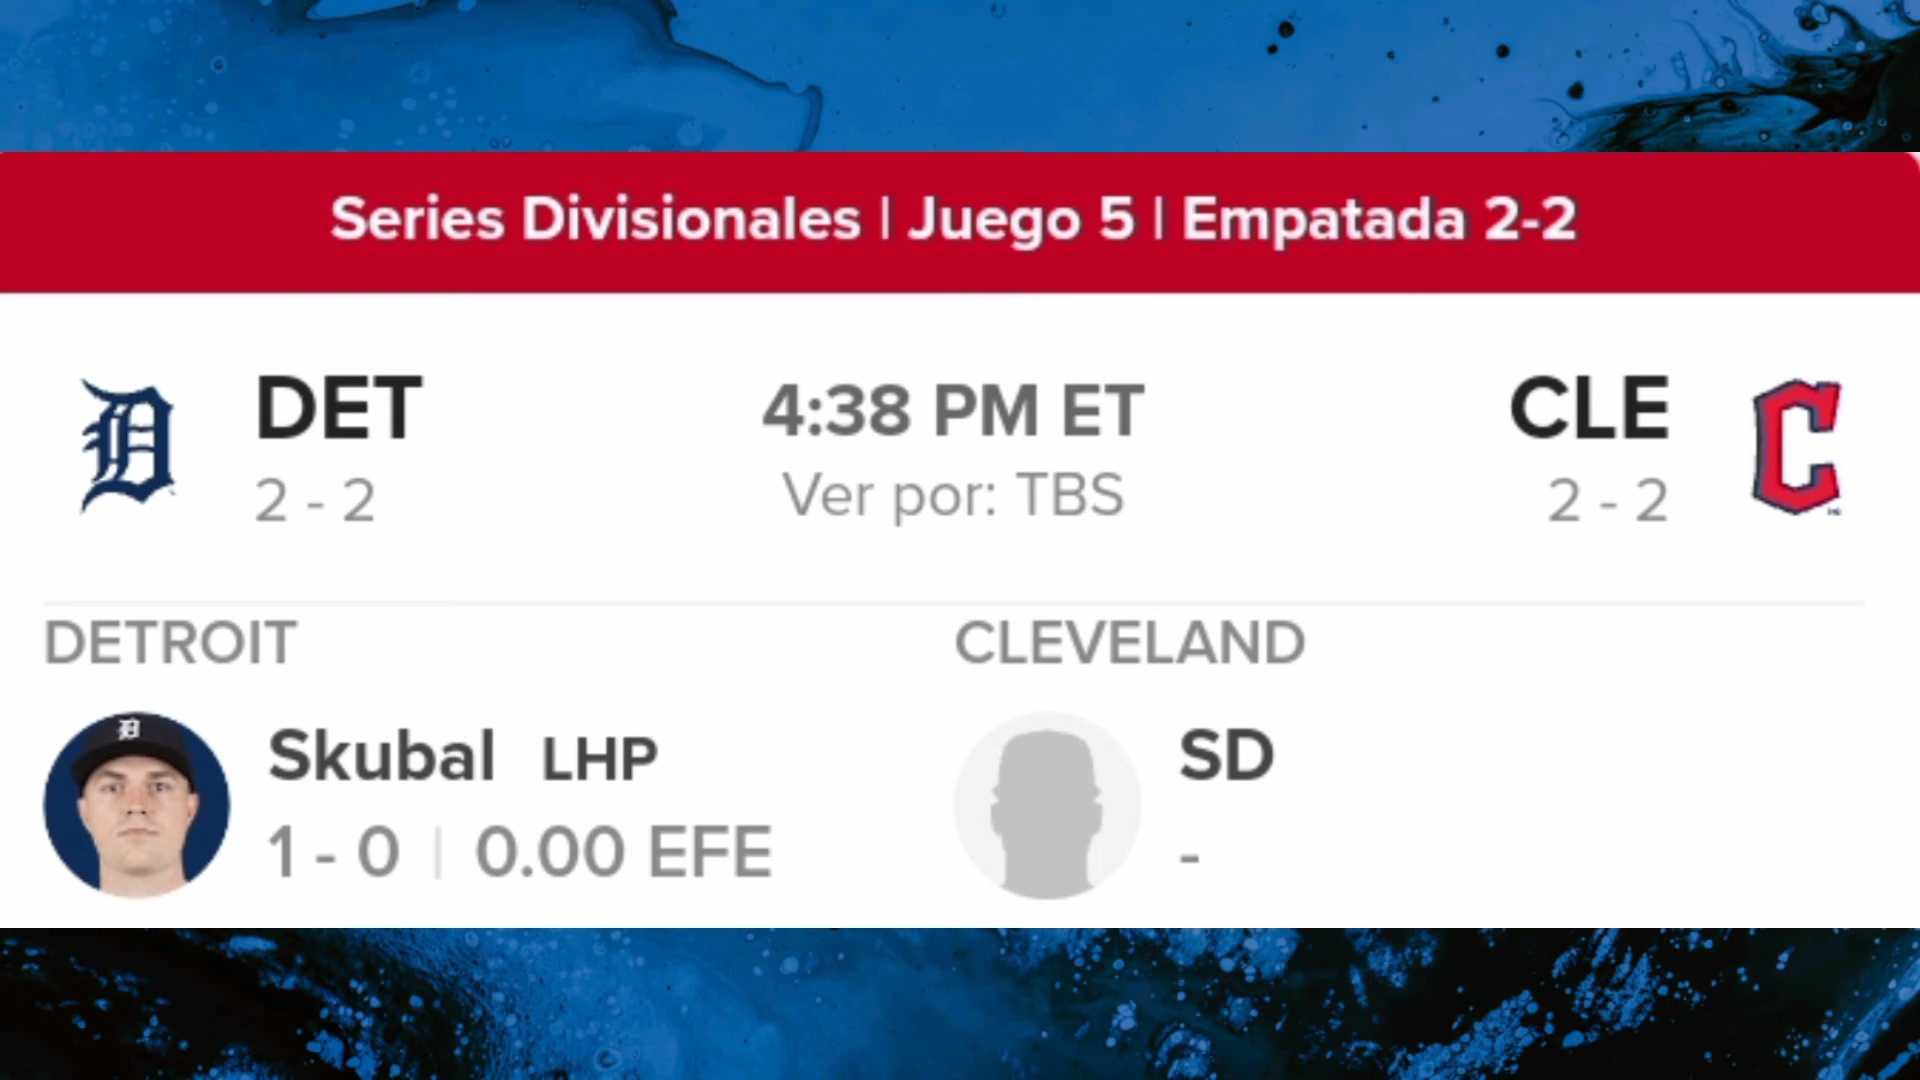 Series Divisionales | Juego 5 | Empatada 2-2
DET
2 - 2
4:38 PM ET
Ver por: TBS
CLE
2 - 2
DETROIT
Skubal LHP
1 - 0 | 0.00 EFE
CLEVELAND
SD
-